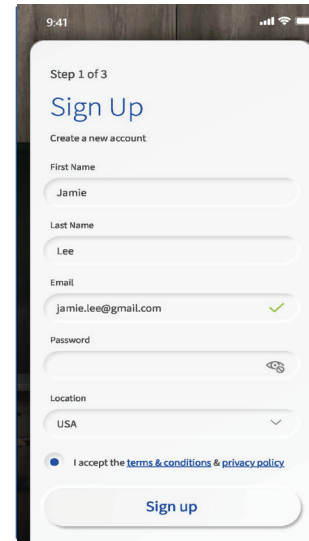 9:41
Step 1 of 3
Sign Up
Create a new account
First Name
Jamie
Last Name
Lee
Email
jamie.lee@gmail.com
Password
Location
USA
I accept the terms & conditions & privacy policy
Sign up